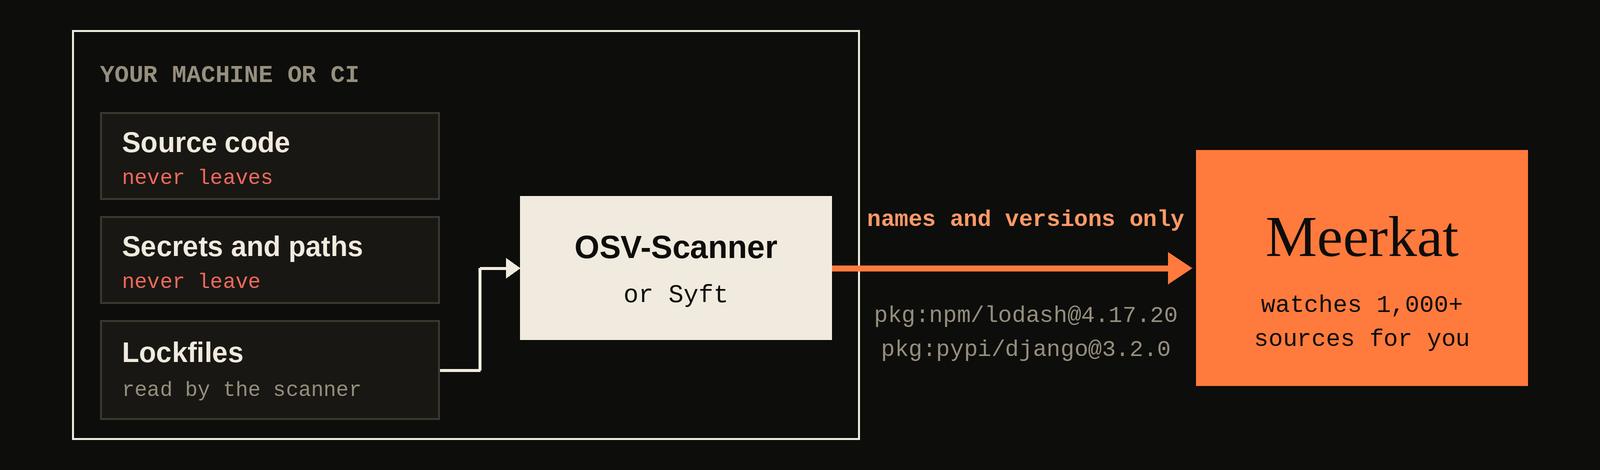 YOUR MACHINE OR CI
Source code
never leaves
Secrets and paths
never leave
Lockfiles
read by the scanner
OSV-Scanner
or Syft
names and versions only
pkg:npm/lodash@4.17.20
pkg:pypi/django@3.2.0
Meerkat
watches 1,000+
sources for you